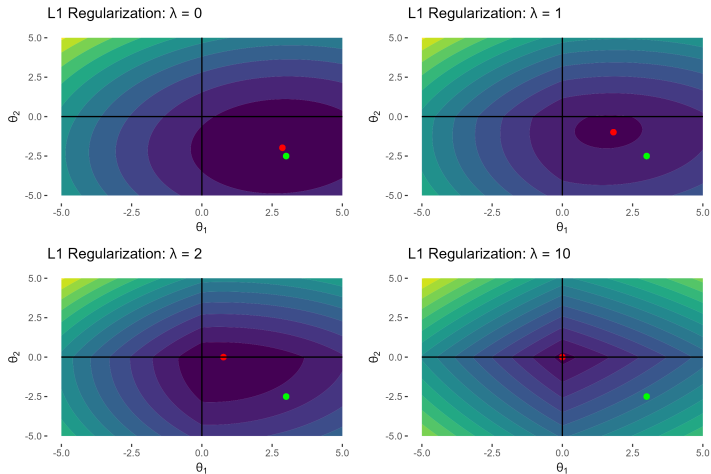 L1 Regularization: λ = 0
5.0
2.5
0.0
-2.5
-5.0
θ2
-5.0 -2.5 0.0 2.5 5.0
θ1
L1 Regularization: λ = 1
5.0
2.5
0.0
-2.5
-5.0
θ2
-5.0 -2.5 0.0 2.5 5.0
θ1
L1 Regularization: λ = 2
5.0
2.5
0.0
-2.5
-5.0
θ2
-5.0 -2.5 0.0 2.5 5.0
θ1
L1 Regularization: λ = 10
5.0
2.5
0.0
-2.5
-5.0
θ2
-5.0 -2.5 0.0 2.5 5.0
θ1